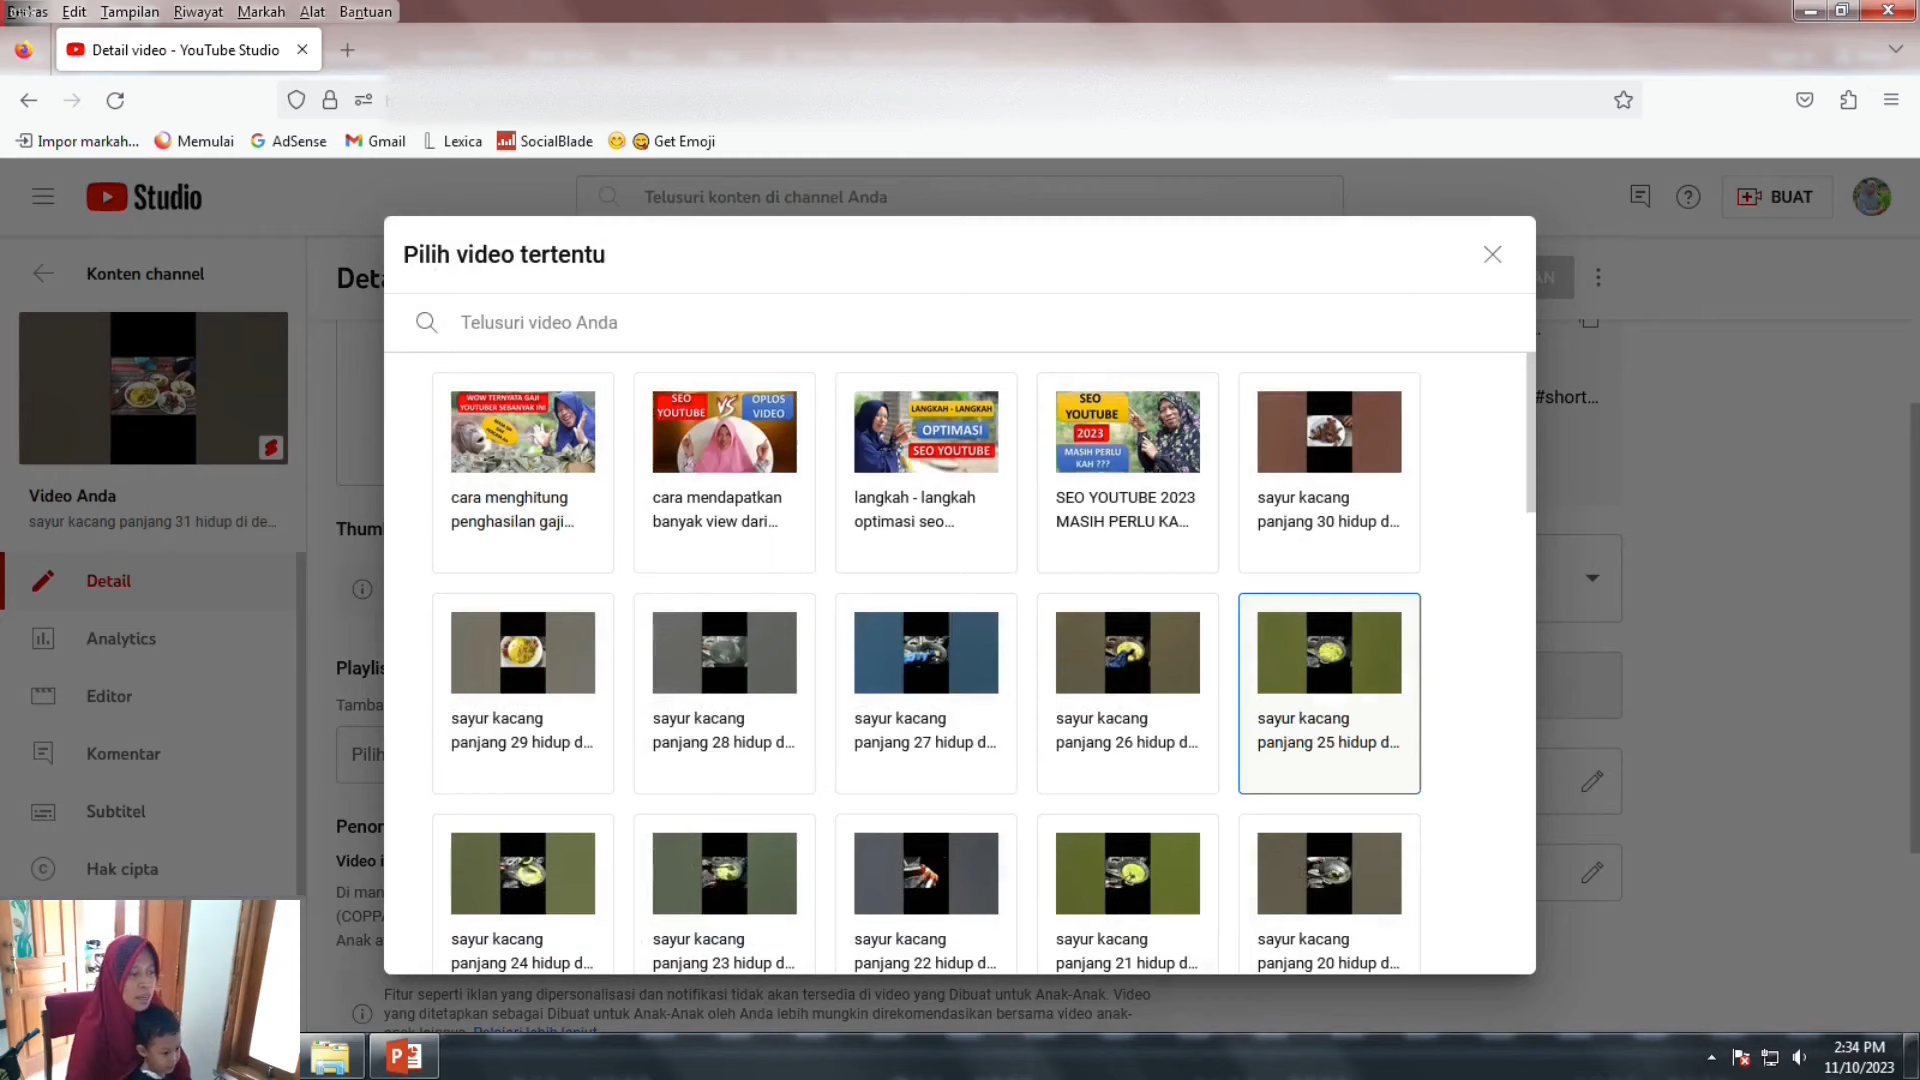 Berkas Edit Tampilan Riwayat Markah Alat Bantuan
Detail video - YouTube Studio
Impor markah... Memulai AdSense Gmail Lexica SocialBlade Get Emoji
Studio
Telusuri konten di channel Anda
BUAT
Konten channel
Video Anda
sayur kacang panjang 31 hidup di de...
Detail
Analytics
Editor
Komentar
Subtitel
Hak cipta
#short...
Pilih video tertentu
Telusuri video Anda
WOW TERNYATA GAJI
YOUTUBER SEBANYAK INI
cara menghitung
penghasilan gaji...
SEO
YOUTUBE
VS
OPLOS
VIDEO
cara mendapatkan
banyak view dari...
LANGKAH - LANGKAH
OPTIMASI
SEO YOUTUBE
langkah - langkah
optimasi seo...
SEO
YOUTUBE
2023
MASIH PERLU
KAH ???
SEO YOUTUBE 2023
MASIH PERLU KA...
sayur kacang
panjang 30 hidup d...
sayur kacang
panjang 29 hidup d...
sayur kacang
panjang 28 hidup d...
sayur kacang
panjang 27 hidup d...
sayur kacang
panjang 26 hidup d...
sayur kacang
panjang 25 hidup d...
sayur kacang
panjang 24 hidup d...
sayur kacang
panjang 23 hidup d...
sayur kacang
panjang 22 hidup d...
sayur kacang
panjang 21 hidup d...
sayur kacang
panjang 20 hidup d...
Fitur seperti iklan yang dipersonalisasi dan notifikasi tidak akan tersedia di video yang Dibuat untuk Anak-Anak. Video
yang ditetapkan sebagai Dibuat untuk Anak-Anak oleh Anda lebih mungkin direkomendasikan bersama video anak-
2:34 PM
11/10/2023